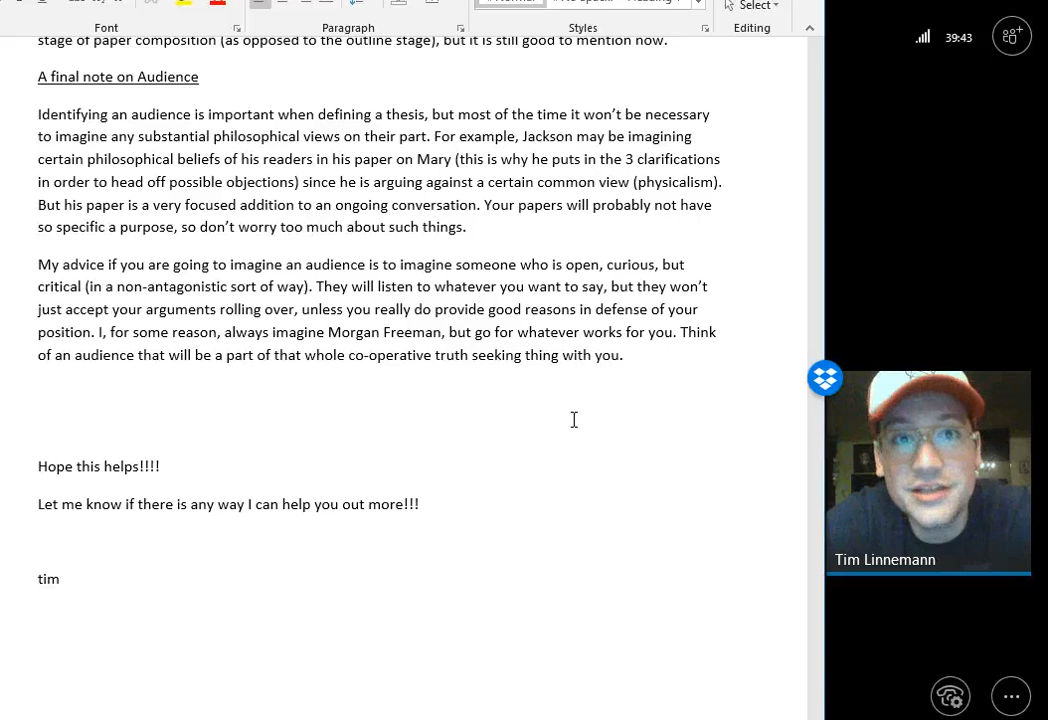 Select
Font
Paragraph
Styles
Editing
39:43
stage of paper composition (as opposed to the outline stage), but it is still good to mention now.
A final note on Audience
Identifying an audience is important when defining a thesis, but most of the time it won’t be necessary
to imagine any substantial philosophical views on their part. For example, Jackson may be imagining
certain philosophical beliefs of his readers in his paper on Mary (this is why he puts in the 3 clarifications
in order to head off possible objections) since he is arguing against a certain common view (physicalism).
But his paper is a very focused addition to an ongoing conversation. Your papers will probably not have
so specific a purpose, so don’t worry too much about such things.
My advice if you are going to imagine an audience is to imagine someone who is open, curious, but
critical (in a non-antagonistic sort of way). They will listen to whatever you want to say, but they won’t
just accept your arguments rolling over, unless you really do provide good reasons in defense of your
position. I, for some reason, always imagine Morgan Freeman, but go for whatever works for you. Think
of an audience that will be a part of that whole co-operative truth seeking thing with you.
Hope this helps!!!!
Let me know if there is any way I can help you out more!!!
tim
Tim Linnemann